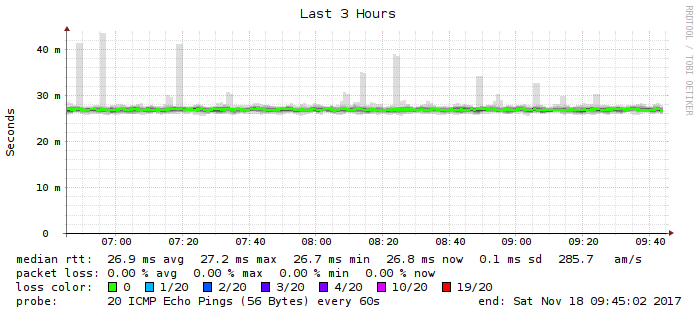 Last 3 Hours
RRDTOOL / TOBI OETIKER
Seconds
40 m
30 m
20 m
10 m
0
07:00 07:20 07:40 08:00 08:20 08:40 09:00 09:20 09:40
median rtt: 26.9 ms avg 27.2 ms max 26.7 ms min 26.8 ms now 0.1 ms sd 285.7 am/s
packet loss: 0.00 % avg 0.00 % max 0.00 % min 0.00 % now
loss color: 0 1/20 2/20 3/20 4/20 10/20 19/20
probe: 20 ICMP Echo Pings (56 Bytes) every 60s end: Sat Nov 18 09:45:02 2017